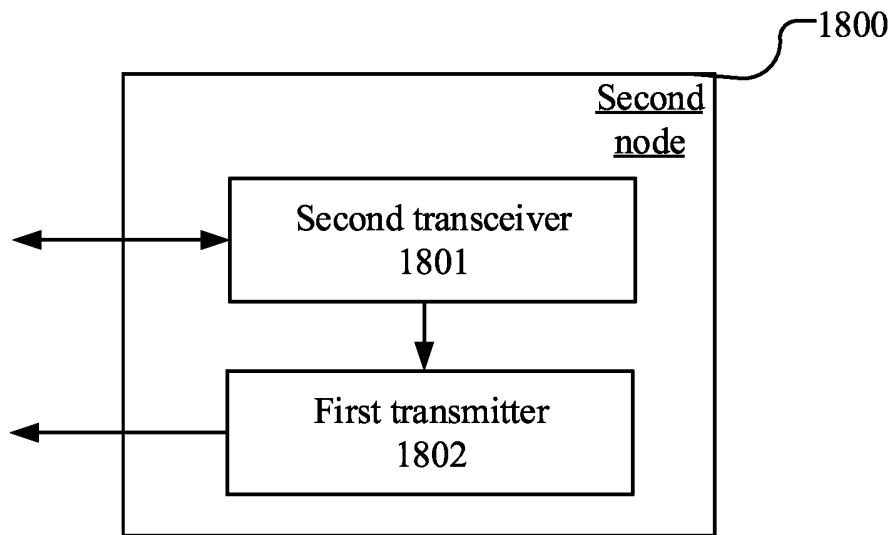 1800
Second
node
Second transceiver
1801
First transmitter
1802